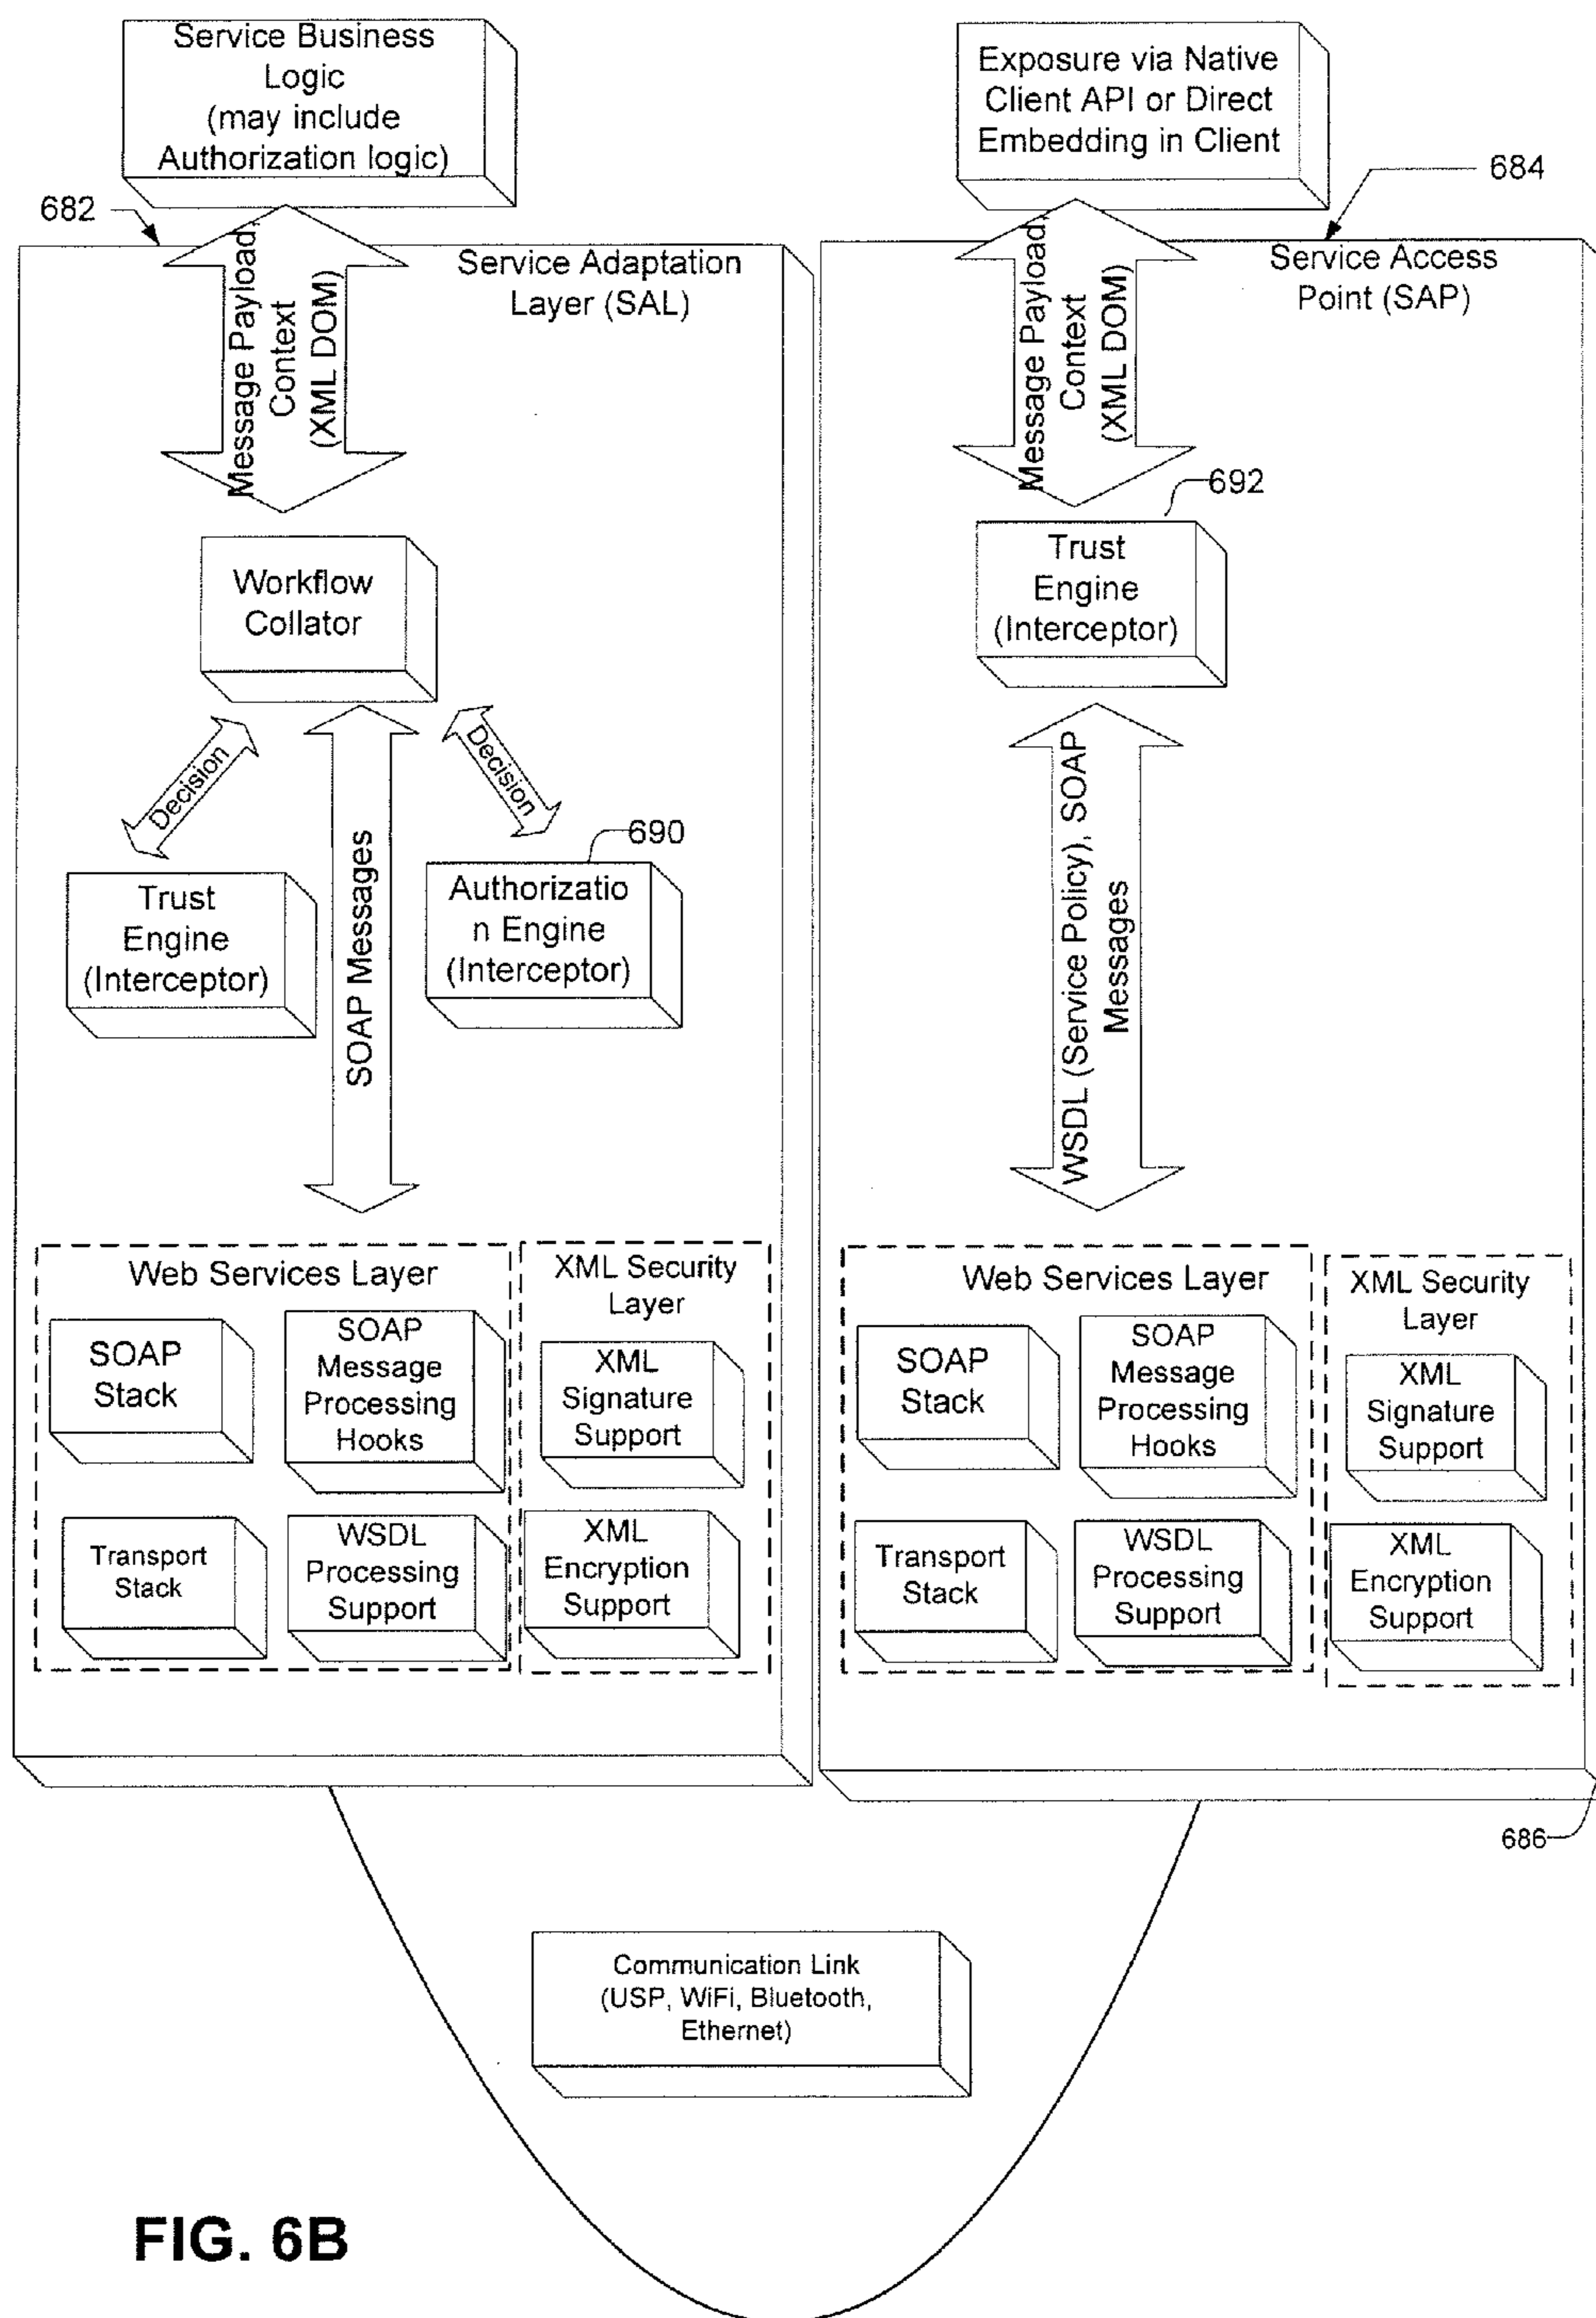 Service Business
Logic
(may include
Authorization logic)
Exposure via Native
Client API or Direct
Embedding in Client
682
684
Service Adaptation
Layer (SAL)
Message Payload,
Context
(XML DOM)
Workflow
Collator
Decision
Decision
690
Trust
Engine
(Interceptor)
SOAP Messages
Authorizatio
n Engine
(Interceptor)
Web Services Layer
SOAP
Stack
SOAP
Message
Processing
Hooks
Transport
Stack
WSDL
Processing
Support
XML Security
Layer
XML
Signature
Support
XML
Encryption
Support
Service Access
Point (SAP)
Message Payload,
Context
(XML DOM)
692
Trust
Engine
(Interceptor)
WSDL (Service Policy), SOAP
Messages
Web Services Layer
SOAP
Stack
SOAP
Message
Processing
Hooks
Transport
Stack
WSDL
Processing
Support
XML Security
Layer
XML
Signature
Support
XML
Encryption
Support
686
Communication Link
(USP, WiFi, Bluetooth,
Ethernet)
FIG. 6B